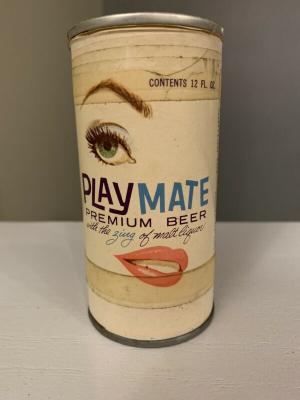 CONTENTS 12 FL. OZ.
PLAYMATE
PREMIUM BEER
with the zing of malt liquor